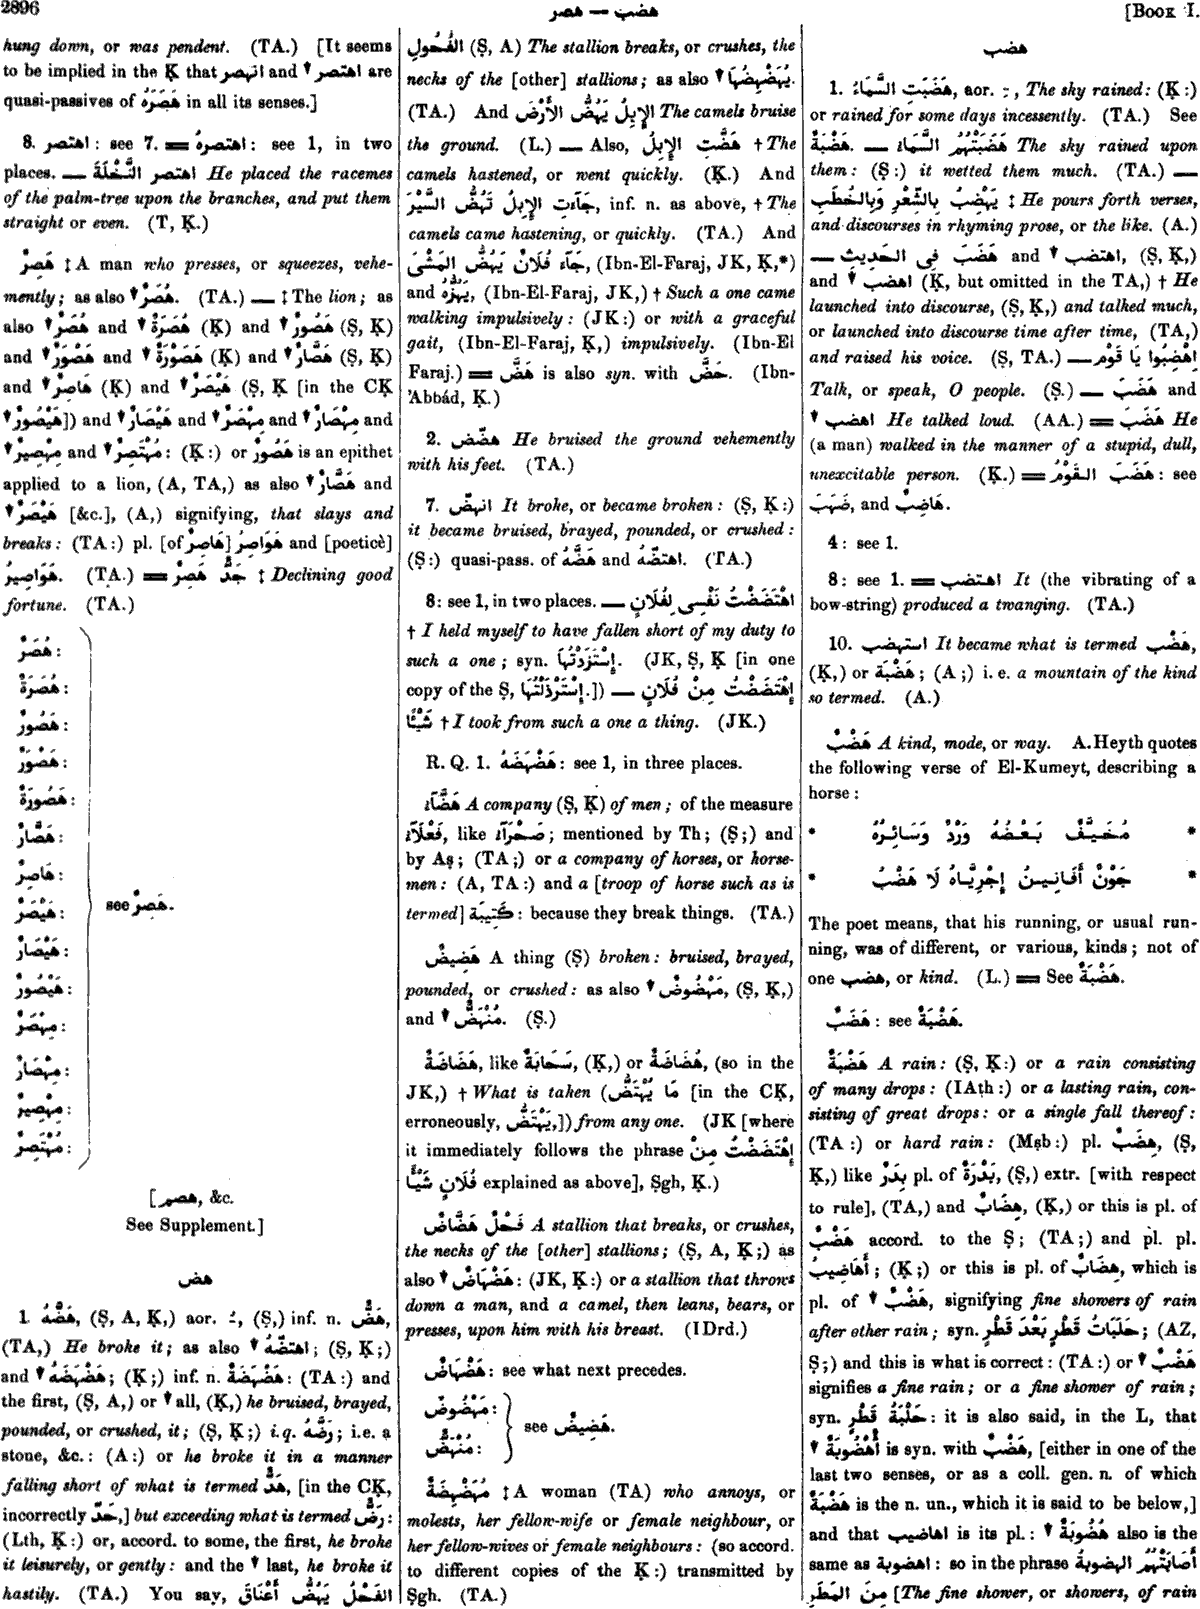 2896
هصر — هضب
[BOOK I.
hung down, or was pendent. (TA.) [It seems
to be implied in the Ḳ that انهصر and ▼ اهتصر are
quasi-passives of هَصَرَهُ in all its senses.]
8. اهتصر: see 7. = اهتصرهُ: see 1, in two
places. — اهتصر النَّخْلَةَ He placed the racemes
of the palm-tree upon the branches, and put them
straight or even. (T, Ḳ.)
هَصِرٌ ‡ A man who presses, or squeezes, vehe-
mently; as also ▼ هُصَرٌ. (TA.) — ‡ The lion; as
also ▼ هُصَرٌ and ▼ هُصَرَةٌ (Ḳ) and ▼ هَصُورٌ (Ṣ, Ḳ)
and ▼ هَصْوَرٌ and ▼ هَصْوَرَةٌ (Ḳ) and ▼ هَصَّارٌ (Ṣ, Ḳ)
and ▼ هَاصِرٌ (Ḳ) and ▼ هَيْصَرٌ (Ṣ, Ḳ [in the CḲ
▼ هَيْصُورٌ]) and ▼ هَيْصَارٌ and ▼ مِهْصَرٌ and ▼ مِهْصَارٌ and
▼ مِهْصِيرٌ and ▼ مُهْتَصِرٌ: (Ḳ:) or هَصُورٌ is an epithet
applied to a lion, (A, TA,) as also ▼ هَصَّارٌ and
▼ هَيْصَرٌ [&c.], (A,) signifying, that slays and
breaks: (TA:) pl. [of هَاصِرٌ] هَوَاصِرُ and [poeticè]
هَوَاصِيرُ. (TA.) = جَدٌّ هَصِرٌ ‡ Declining good
fortune. (TA.)
هُصَرٌ:
هُصَرَةٌ:
هَصُورٌ:
هَصْوَرٌ:
هَصُورَةٌ:
هَصَّارٌ:
هَاصِرٌ:
هَيْصَرٌ:
هَيْصَارٌ:
هَيْصُورٌ:
مِهْصَرٌ:
مِهْصَارٌ:
مِهْصِيرٌ:
مُهْتَصِرٌ:
see هَصِرٌ.
[هصم, &c.
See Supplement.]
هض
1. هَضَّهُ, (Ṣ, A, Ḳ,) aor. ـُ, (Ṣ,) inf. n. هَضٌّ,
(TA,) He broke it; as also ▼ اهتضّهُ; (Ṣ, Ḳ;)
and ▼ هَضْهَضَهُ; (Ḳ;) inf. n. هَضْهَضَةٌ: (TA:) and
the first, (Ṣ, A,) or ▼ all, (Ḳ,) he bruised, brayed,
pounded, or crushed, it; (Ṣ, Ḳ;) i.q. رَضَّهُ; i.e. a
stone, &c.: (A:) or he broke it in a manner
falling short of what is termed هَدٌّ, [in the CḲ,
incorrectly حَدّ,] but exceeding what is termed رَضّ:
(Lth, Ḳ:) or, accord. to some, the first, he broke
it leisurely, or gently: and the ▼ last, he broke it
hastily. (TA.) You say, الفَحْلُ يَهُضُّ أَعْنَاقَ
الفُحُولِ (Ṣ, A) The stallion breaks, or crushes, the
necks of the [other] stallions; as also ▼ يُهَضْهِضُهَا.
(TA.) And الإِبِلُ تَهُضُّ الأَرْضَ The camels bruise
the ground. (L.) — Also, هَضَّتِ الإِبِلُ † The
camels hastened, or went quickly. (Ḳ.) And
جَآءَتِ الإِبِلُ تَهُضُّ السَّيْرَ, inf. n. as above, † The
camels came hastening, or quickly. (TA.) And
جَآءَ فُلَانٌ يَهُضُّ المَشْىَ, (Ibn-El-Faraj, JK, Ḳ,*)
and يَهُزُّهُ, (Ibn-El-Faraj, JK,) † Such a one came
walking impulsively: (JK:) or with a graceful
gait, (Ibn-El-Faraj, Ḳ,) impulsively. (Ibn-El
Faraj.) = هَضَّ is also syn. with حَضَّ. (Ibn-
'Abbád, Ḳ.)
2. هضّض He bruised the ground vehemently
with his feet. (TA.)
7. انهضّ It broke, or became broken: (Ṣ, Ḳ:)
it became bruised, brayed, pounded, or crushed:
(Ṣ:) quasi-pass. of هَضَّهُ and اهتضّهُ. (TA.)
8: see 1, in two places. — اهْتَضَضْتُ نَفْسِى لِفُلَانٍ
† I held myself to have fallen short of my duty to
such a one; syn. إِسْتَزَدْتُهَا. (JK, Ṣ, Ḳ [in one
copy of the Ṣ, إِسْتَرْذَلْتُهَا.]) — إِهْتَضَضْتُ مِنْ فُلَانٍ
شَيْئًا † I took from such a one a thing. (JK.)
R. Q. 1. هَضْهَضَهُ: see 1, in three places.
هَضَّآءُ A company (Ṣ, Ḳ) of men; of the measure
فَعْلَآءُ, like صَحْرَآءُ; mentioned by Th; (Ṣ;) and
by Aṣ; (TA;) or a company of horses, or horse-
men: (A, TA:) and a [troop of horse such as is
termed] كَتِيبَة: because they break things. (TA.)
هَضِيضٌ A thing (Ṣ) broken: bruised, brayed,
pounded, or crushed: as also ▼ مَهْضُوضٌ, (Ṣ, Ḳ,)
and ▼ مُنْهَضٌّ. (Ṣ.)
هَضَاضَةٌ, like سَحَابَةٌ, (Ḳ,) or هُضَاضَةٌ, (so in the
JK,) † What is taken (مَا يُهْتَضُّ [in the CḲ,
erroneously, يَهْتَضُّ,]) from any one. (JK [where
it immediately follows the phrase إِهْتَضَضْتُ مِنْ
فُلَانٍ شَيْئًا explained as above], Ṣgh, Ḳ.)
فَحْلٌ هَضَّاضٌ A stallion that breaks, or crushes,
the necks of the [other] stallions; (Ṣ, A, Ḳ;) as
also ▼ هَضْهَاضٌ: (JK, Ḳ:) or a stallion that throws
down a man, and a camel, then leans, bears, or
presses, upon him with his breast. (IDrd.)
هَضْهَاضٌ: see what next precedes.
مَهْضُوضٌ:
مُنْهَضٌّ:
see هَضِيضٌ.
مُهَضْهِضَةٌ ‡ A woman (TA) who annoys, or
molests, her fellow-wife or female neighbour, or
her fellow-wives or female neighbours: (so accord.
to different copies of the Ḳ:) transmitted by
Ṣgh. (TA.)
هضب
1. هَضَبَتِ السَّمَآءُ, aor. ـِ, The sky rained: (Ḳ:)
or rained for some days incessently. (TA.) See
هَضْبَةٌ. — هَضَبَتْهُمُ السَّمَآءُ The sky rained upon
them: (Ṣ:) it wetted them much. (TA.) —
يَهْضِبُ بِالشِّعْرِ وَبِالخُطَبِ ‡ He pours forth verses,
and discourses in rhyming prose, or the like. (A.)
— هَضَبَ فِى الحَدِيثِ and ▼ اهتضب, (Ṣ, Ḳ,)
and ▼ اهضب (Ḳ, but omitted in the TA,) † He
launched into discourse, (Ṣ, Ḳ,) and talked much,
or launched into discourse time after time, (TA,)
and raised his voice. (Ṣ, TA.) — اهْضِبُوا يَا قَوْم
Talk, or speak, O people. (Ṣ.) — هَضَبَ and
▼ اهضب He talked loud. (AA.) = هَضَبَ He
(a man) walked in the manner of a stupid, dull,
unexcitable person. (Ḳ.) = هَضَبَ القَوْمُ: see
ضَهَبَ, and هَاضِبٌ.
4: see 1.
8: see 1. = اهتضب It (the vibrating of a
bow-string) produced a twanging. (TA.)
10. استهضب It became what is termed هَضْب,
(Ḳ,) or هَضْبَة; (A;) i. e. a mountain of the kind
so termed. (A.)
هَضْبٌ A kind, mode, or way. A.Heyth quotes
the following verse of El-Kumeyt, describing a
horse:
* مُخَيَّفٌ بَعْضُهُ وَرْدٌ وَسَائِرُهُ *
* جَوْنٌ أَفَانِينُ إِجْرِيَّاهُ لَا هَضْبُ *
The poet means, that his running, or usual run-
ning, was of different, or various, kinds; not of
one هضب, or kind. (L.) = See هَضْبَةٌ.
هَضَبٌ: see هَضْبَةٌ.
هَضْبَةٌ A rain: (Ṣ, Ḳ:) or a rain consisting
of many drops: (IAth:) or a lasting rain, con-
sisting of great drops: or a single fall thereof:
(TA:) or hard rain: (Mṣb:) pl. هِضَبٌ, (Ṣ,
Ḳ,) like بِدَرٌ pl. of بَدْرَةٌ, (Ṣ,) extr. [with respect
to rule], (TA,) and هِضَابٌ, (Ḳ,) or this is pl. of
هَضْبٌ accord. to the Ṣ; (TA;) and pl. pl.
أَهَاضِيبُ; (Ḳ;) or this is pl. of هِضَابٌ, which is
pl. of ▼ هَضْبٌ, signifying fine showers of rain
after other rain; syn. حَلَبَاتُ قَطْرٍ بَعْدَ قَطْرٍ; (AZ,
Ṣ;) and this is what is correct: (TA:) or ▼ هَضْبٌ
signifies a fine rain; or a fine shower of rain;
syn. حَلْبَةُ قَطْرٍ: it is also said, in the L, that
▼ أُهْضُوبَةٌ is syn. with هَضْبٌ, [either in one of the
last two senses, or as a coll. gen. n. of which
هَضْبَةٌ is the n. un., which it is said to be below,]
and that اهاضيب is its pl.: ▼ هُضُوبَةٌ also is the
same as اهضوبة: so in the phrase أَصَابَتْهُمُ الهضوبةُ
مِنَ المَطَرِ [The fine shower, or showers, of rain